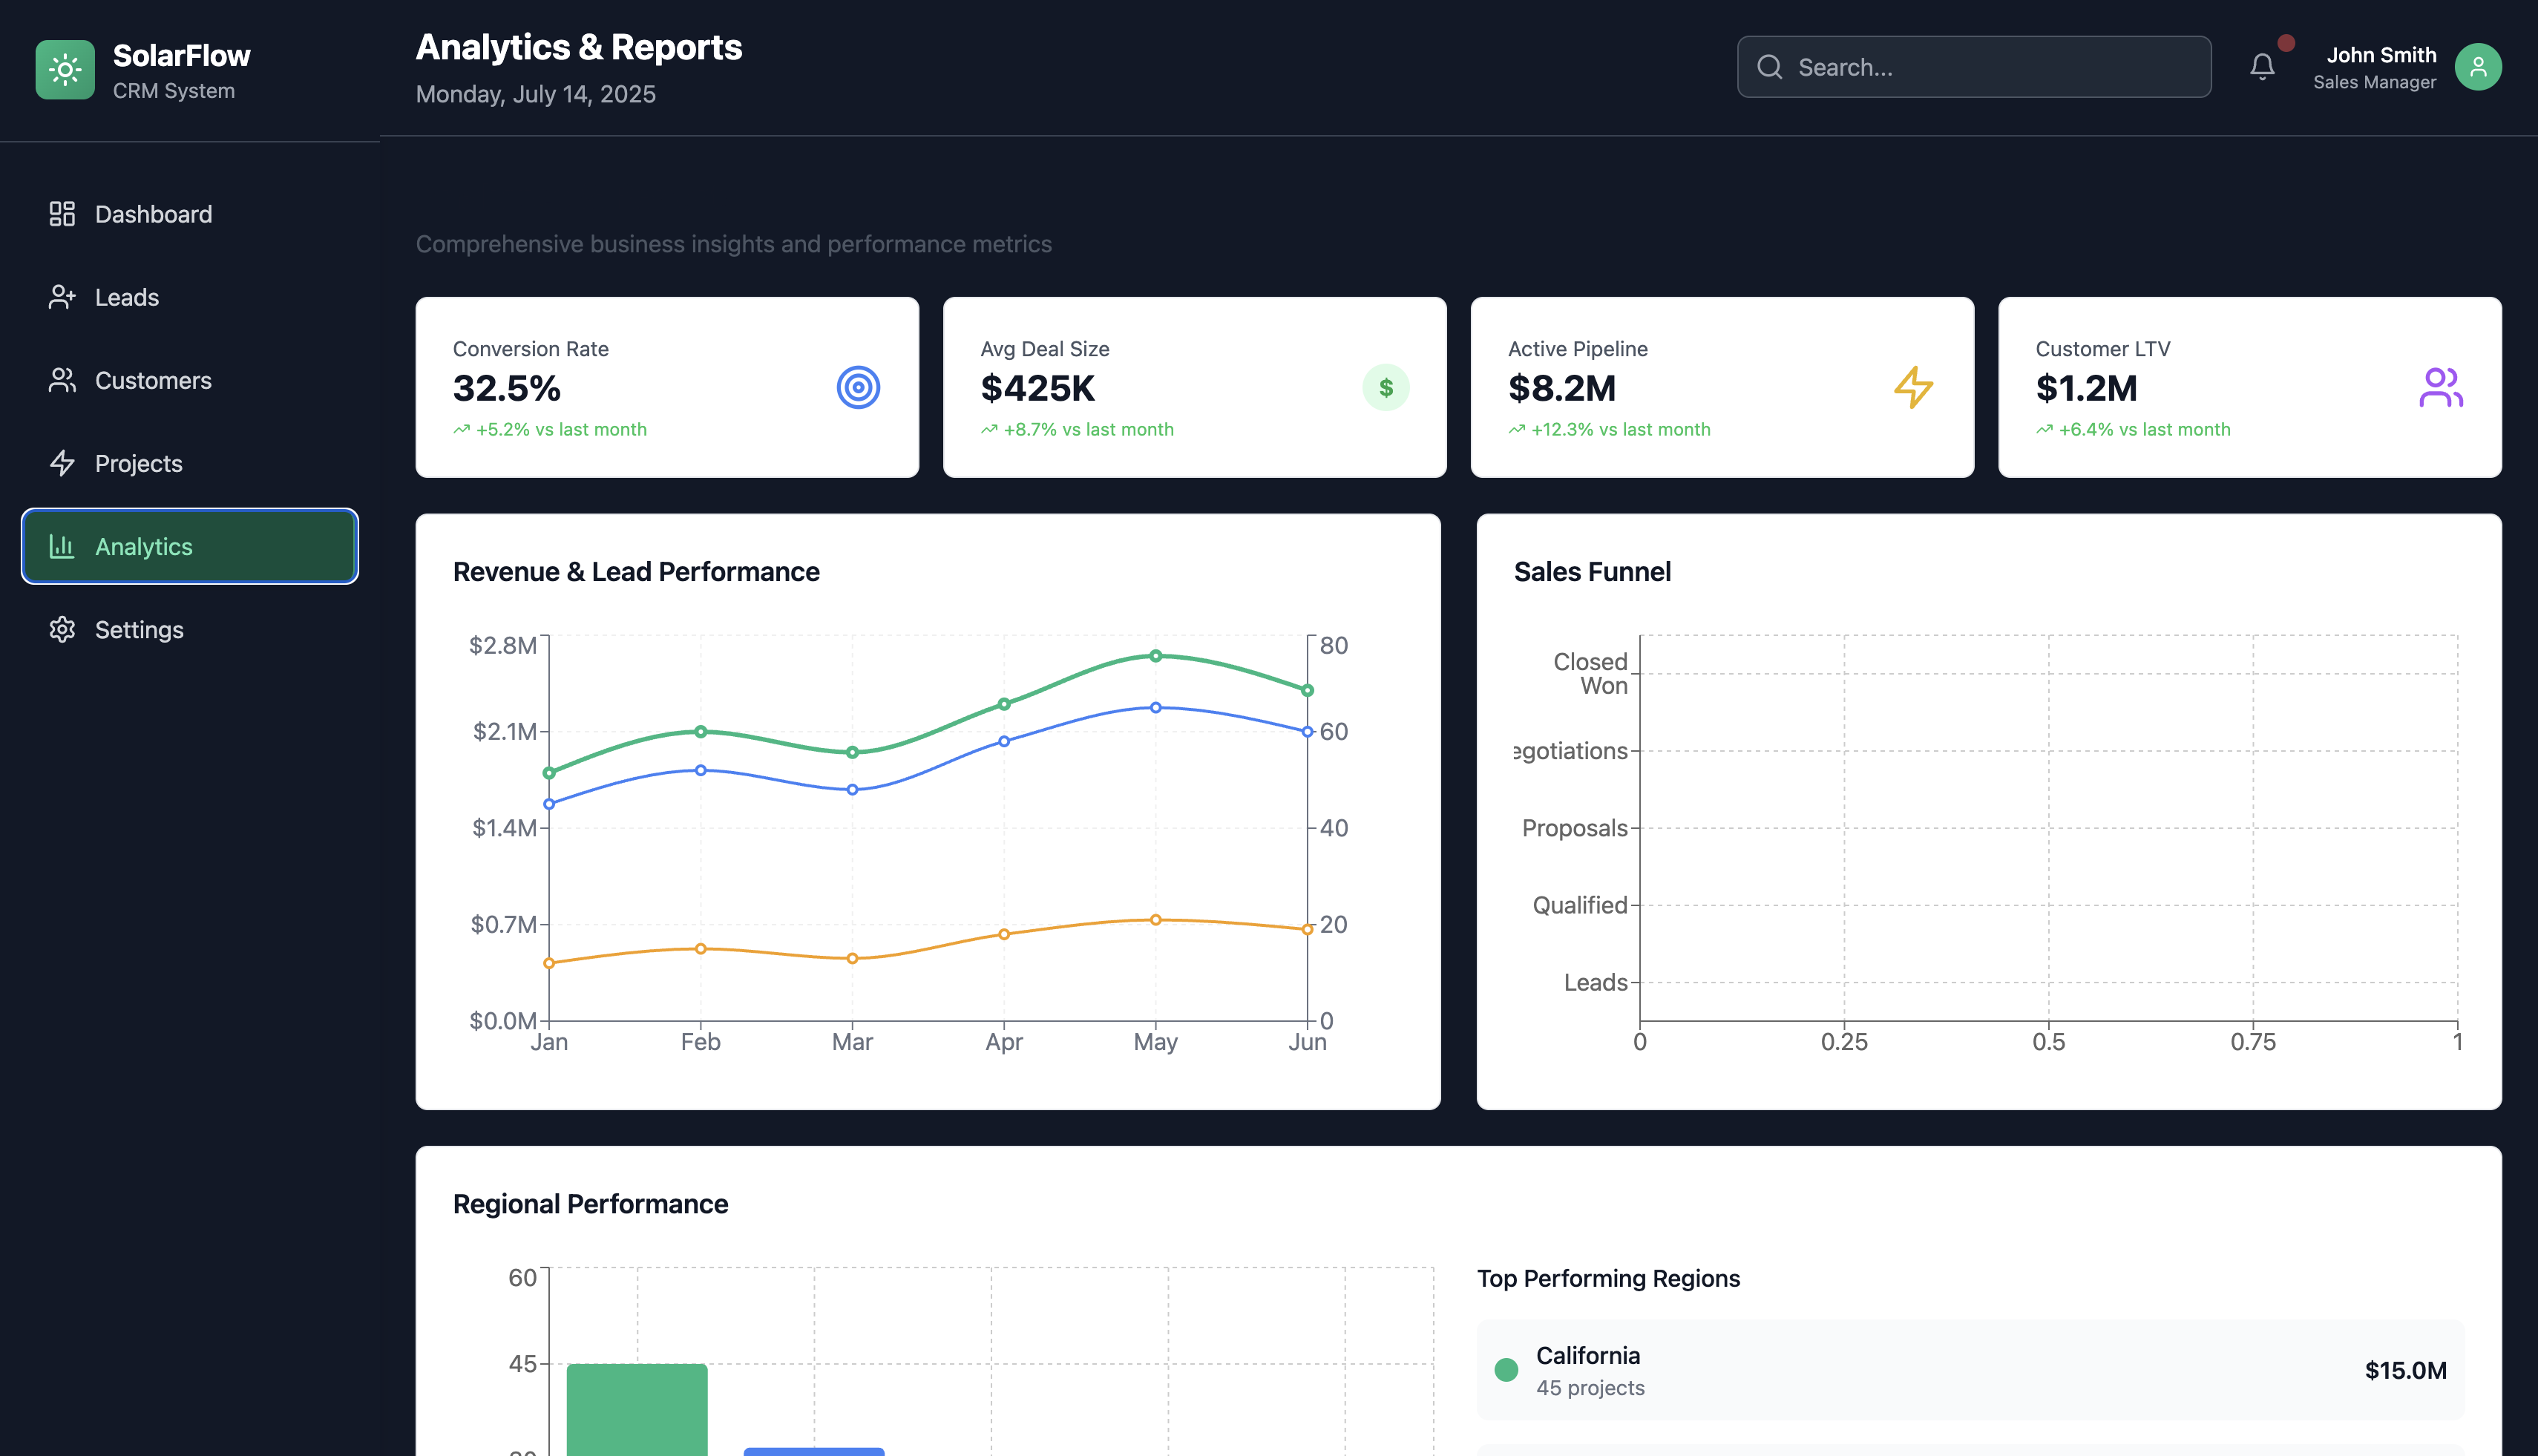 SolarFlow
CRM System
Dashboard
Leads
Customers
Projects
Analytics
Settings
Analytics & Reports
Monday, July 14, 2025
Search...
John Smith
Sales Manager
Comprehensive business insights and performance metrics
Conversion Rate
32.5%
+5.2% vs last month
Avg Deal Size
$425K
+8.7% vs last month
$
Active Pipeline
$8.2M
+12.3% vs last month
Customer LTV
$1.2M
+6.4% vs last month
Revenue & Lead Performance
$2.8M
$2.1M
$1.4M
$0.7M
$0.0M
80
60
40
20
0
Jan Feb Mar Apr May Jun
Sales Funnel
Closed
Won
egotiations
Proposals
Qualified
Leads
0 0.25 0.5 0.75 1
Regional Performance
60
45
Top Performing Regions
California
45 projects
$15.0M